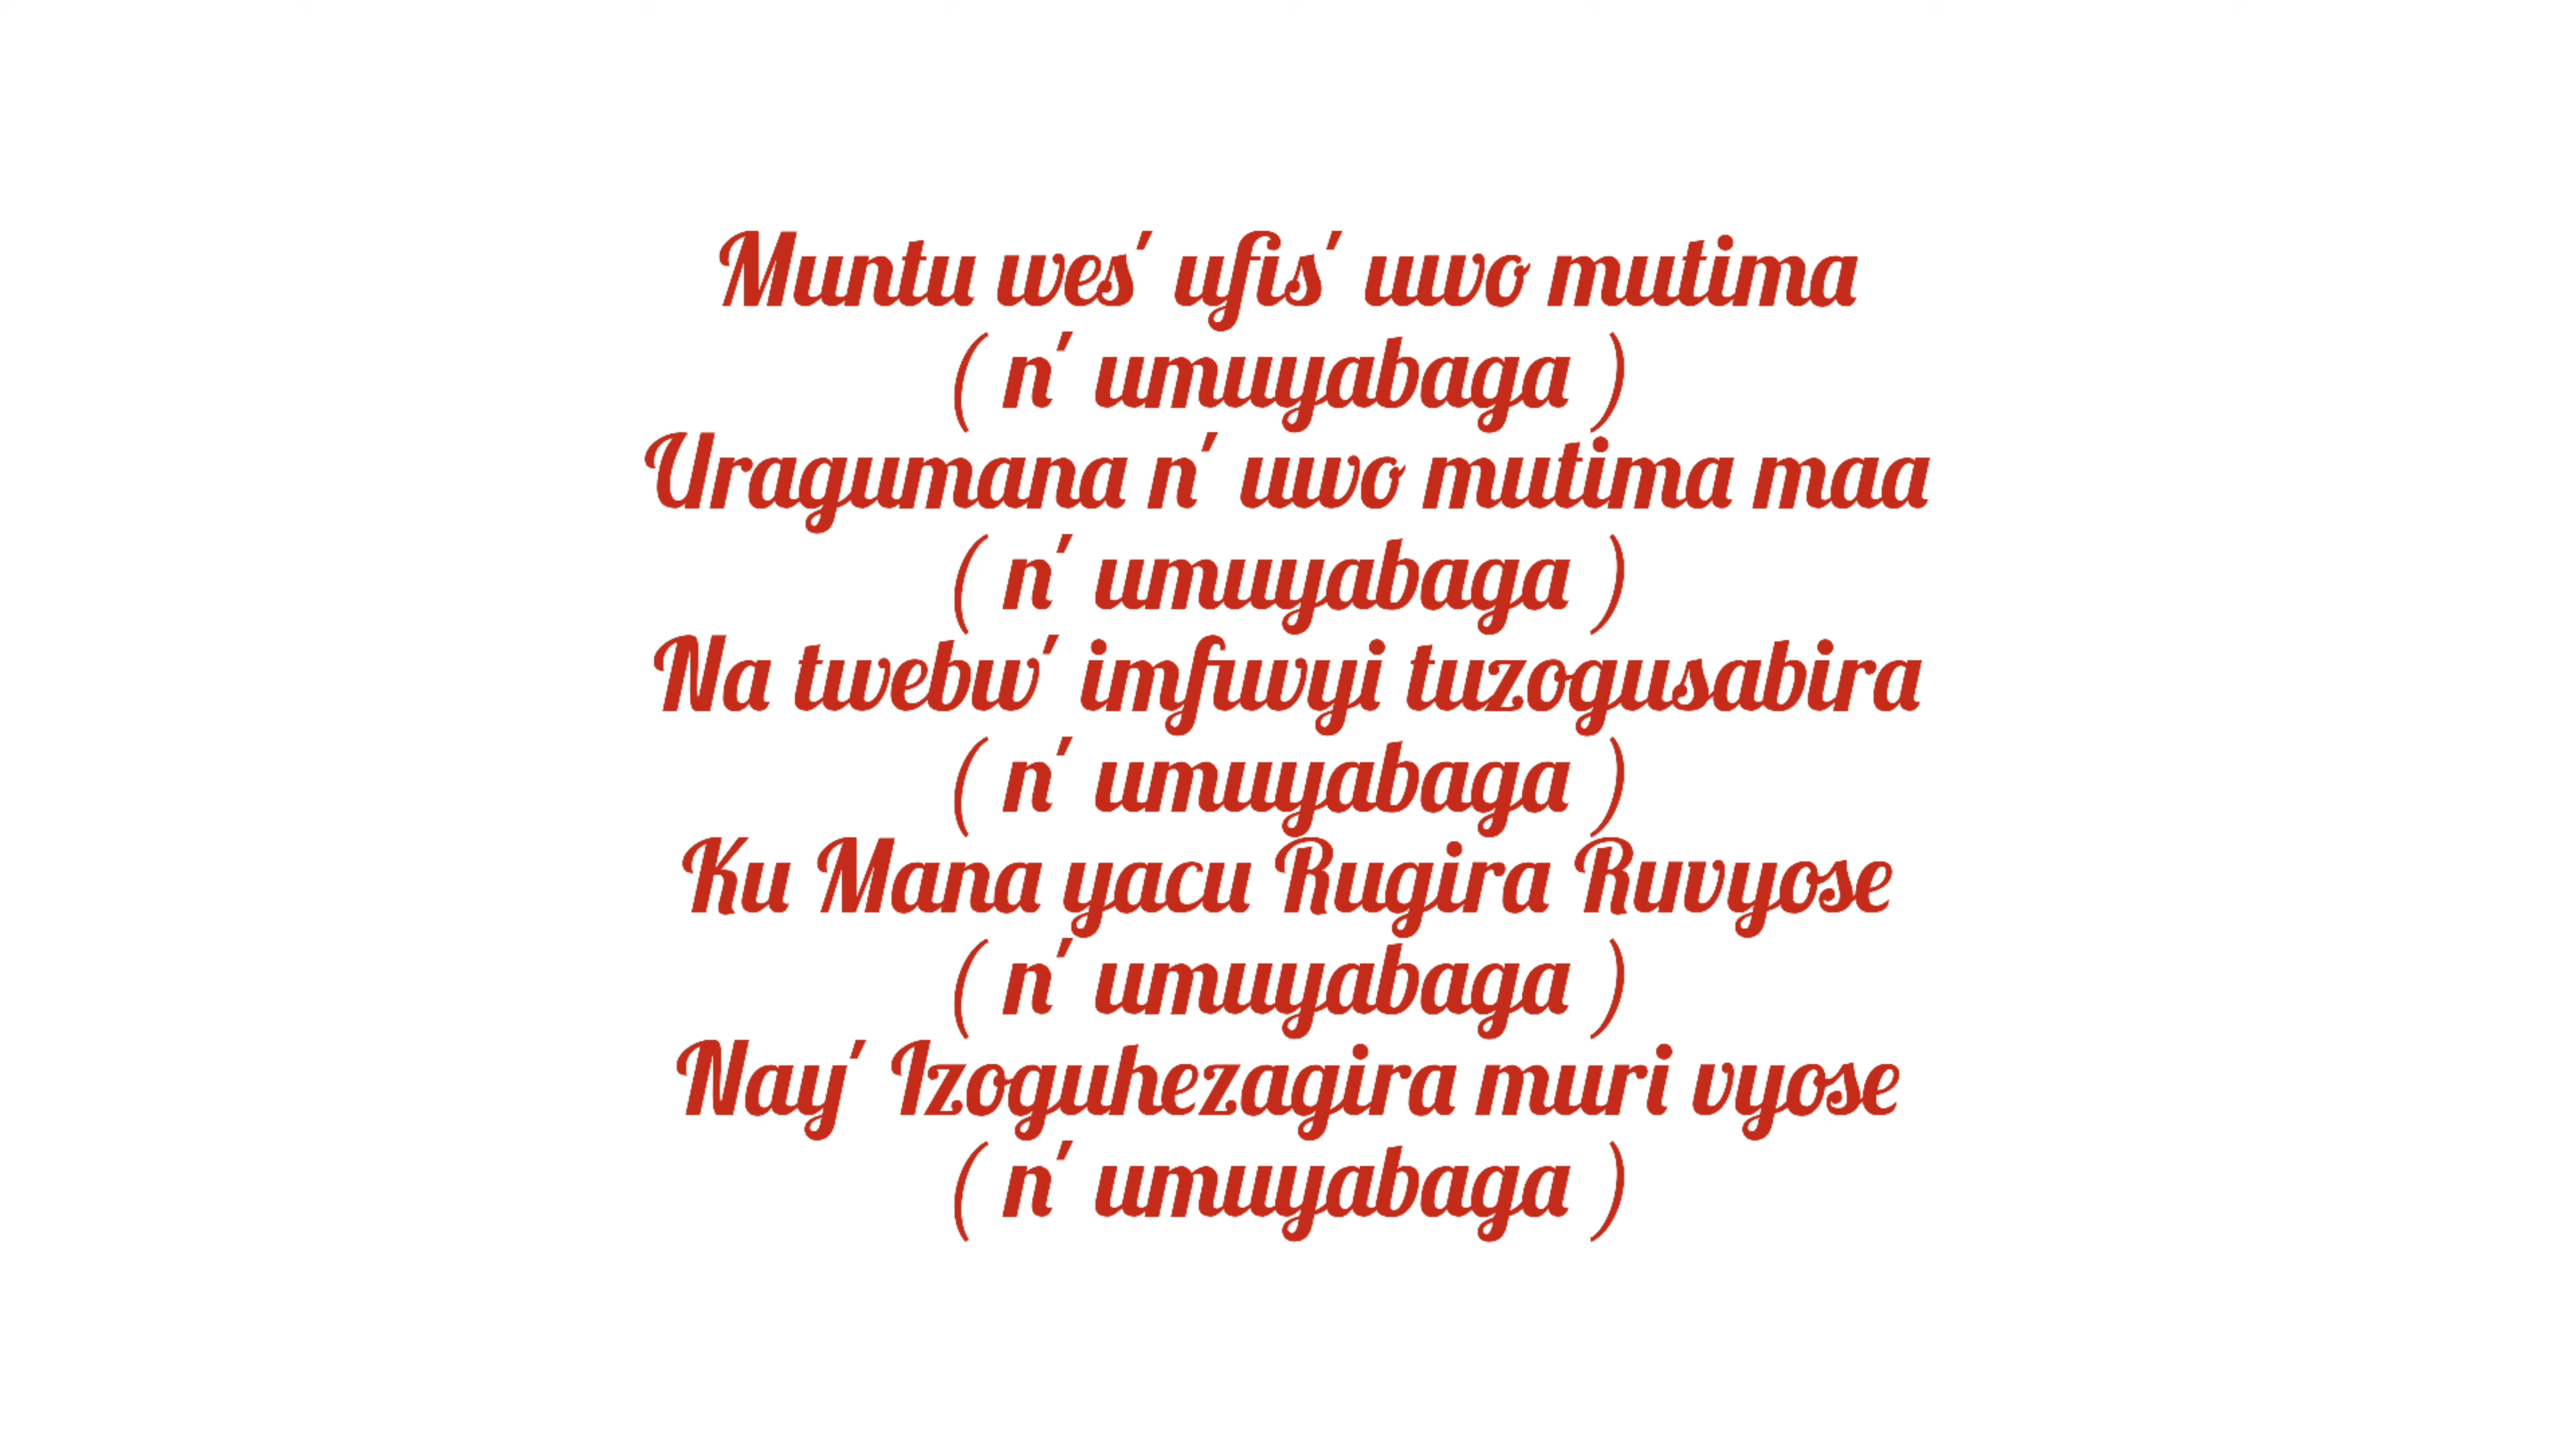 Muntu wes' ufis' uwo mutima
( n' umuyabaga )
Uragumana n' uwo mutima maa
( n' umuyabaga )
Na twebw' imfwyi tuzogusabira
( n' umuyabaga )
Ku Mana yacu Rugira Ruvyose
( n' umuyabaga )
Nay' Izoguhezagira muri vyose
( n' umuyabaga )